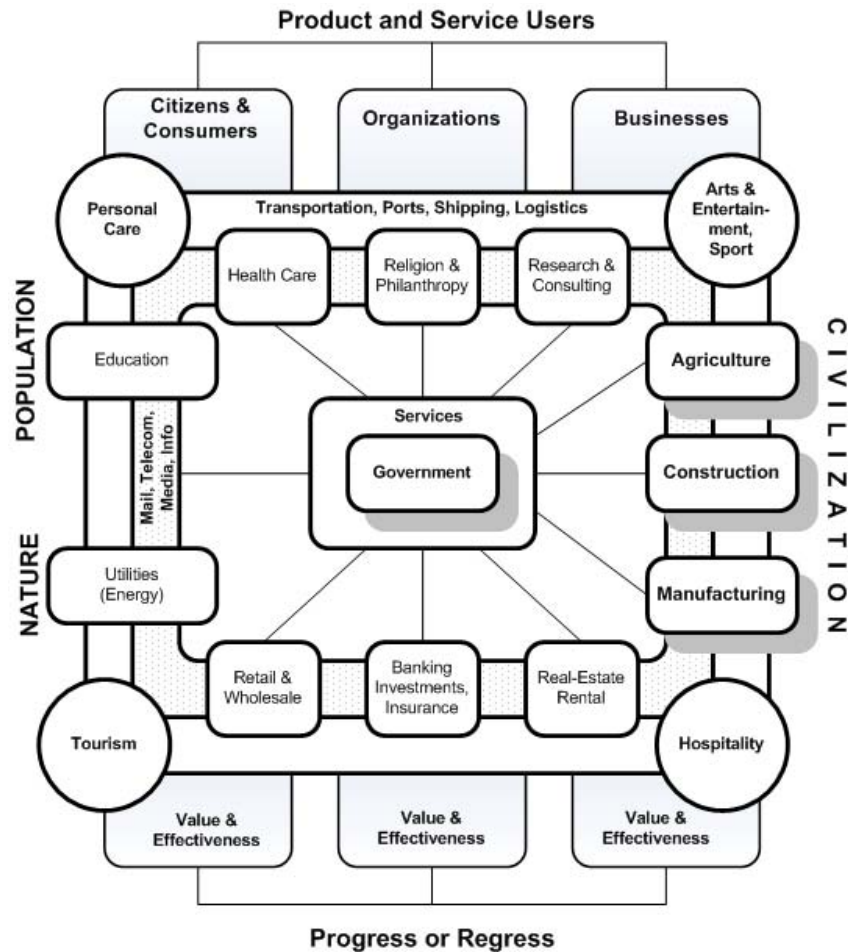 Product and Service Users
Citizens &
Consumers
Organizations
Businesses
Personal
Care
Transportation, Ports, Shipping, Logistics
Arts &
Entertain-
ment,
Sport
Health Care
Religion &
Philanthropy
Research &
Consulting
POPULATION
Education
Agriculture
CIVILIZATION
Services
Government
Mail, Telecom,
Media, Info
Construction
NATURE
Utilities
(Energy)
Manufacturing
Retail &
Wholesale
Banking
Investments,
Insurance
Real-Estate
Rental
Tourism
Hospitality
Value &
Effectiveness
Value &
Effectiveness
Value &
Effectiveness
Progress or Regress